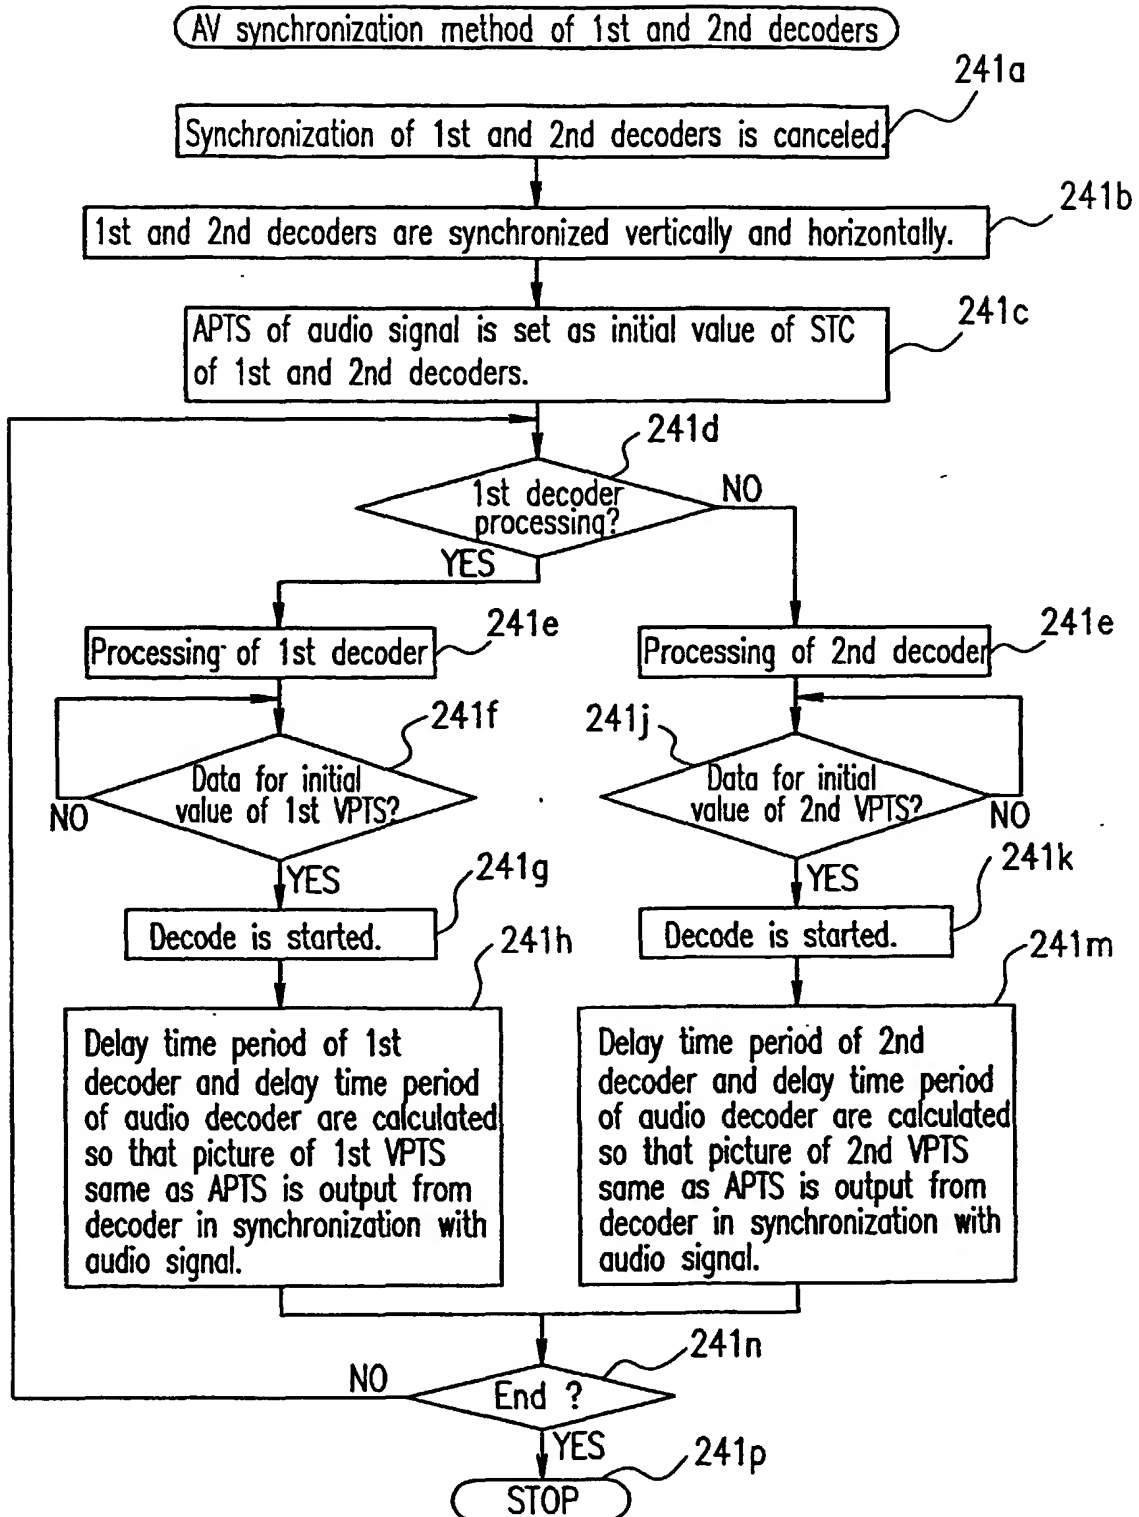 AV synchronization method of 1st and 2nd decoders
241a
Synchronization of 1st and 2nd decoders is canceled.
241b
1st and 2nd decoders are synchronized vertically and horizontally.
241c
APTS of audio signal is set as initial value of STC
of 1st and 2nd decoders.
241d
1st decoder
processing?
NO
YES
241e
Processing of 1st decoder
241e
Processing of 2nd decoder
241f
Data for initial
value of 1st VPTS?
NO
YES
241j
Data for initial
value of 2nd VPTS?
NO
YES
241g
Decode is started.
241k
Decode is started.
241h
Delay time period of 1st
decoder and delay time period
of audio decoder are calculated
so that picture of 1st VPTS
same as APTS is output from
decoder in synchronization with
audio signal.
241m
Delay time period of 2nd
decoder and delay time period
of audio decoder are calculated
so that picture of 2nd VPTS
same as APTS is output from
decoder in synchronization with
audio signal.
241n
End ?
NO
YES
241p
STOP